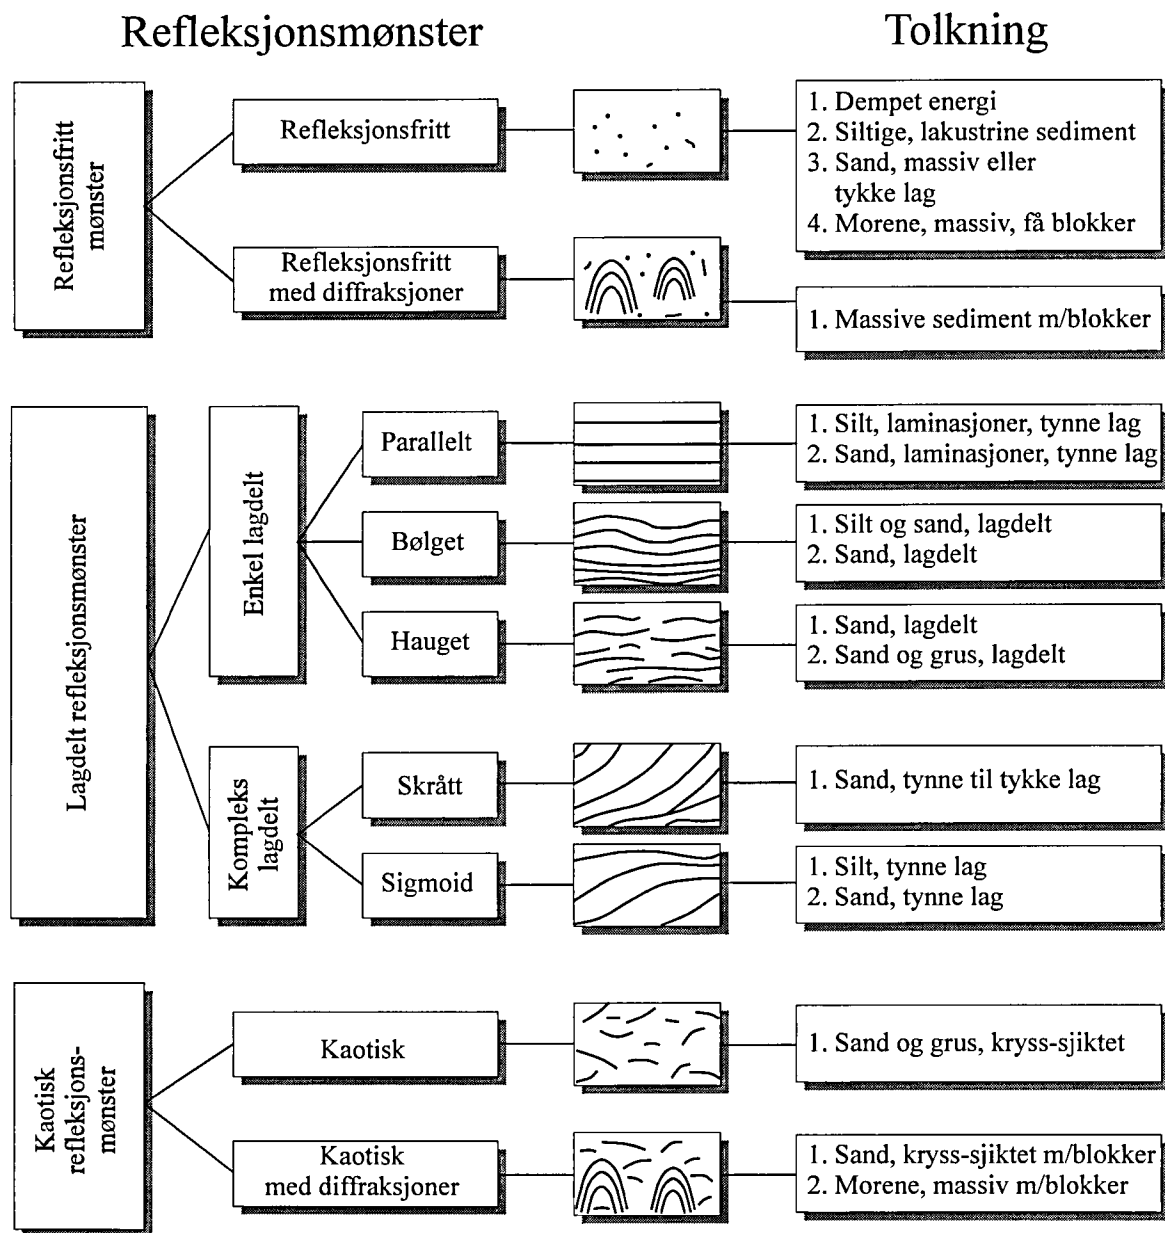 Refleksjonsmønster
Tolkning
Refleksjonsfritt
mønster
Refleksjonsfritt
1. Dempet energi
2. Siltige, lakustrine sediment
3. Sand, massiv eller
tykke lag
4. Morene, massiv, få blokker
Refleksjonsfritt
med diffraksjoner
1. Massive sediment m/blokker
Lagdelt refleksjonsmønster
Enkel lagdelt
Parallelt
1. Silt, laminasjoner, tynne lag
2. Sand, laminasjoner, tynne lag
Bølget
1. Silt og sand, lagdelt
2. Sand, lagdelt
Hauget
1. Sand, lagdelt
2. Sand og grus, lagdelt
Kompleks
lagdelt
Skrått
1. Sand, tynne til tykke lag
Sigmoid
1. Silt, tynne lag
2. Sand, tynne lag
Kaotisk
refleksjons-
mønster
Kaotisk
1. Sand og grus, kryss-sjiktet
Kaotisk
med diffraksjoner
1. Sand, kryss-sjiktet m/blokker
2. Morene, massiv m/blokker